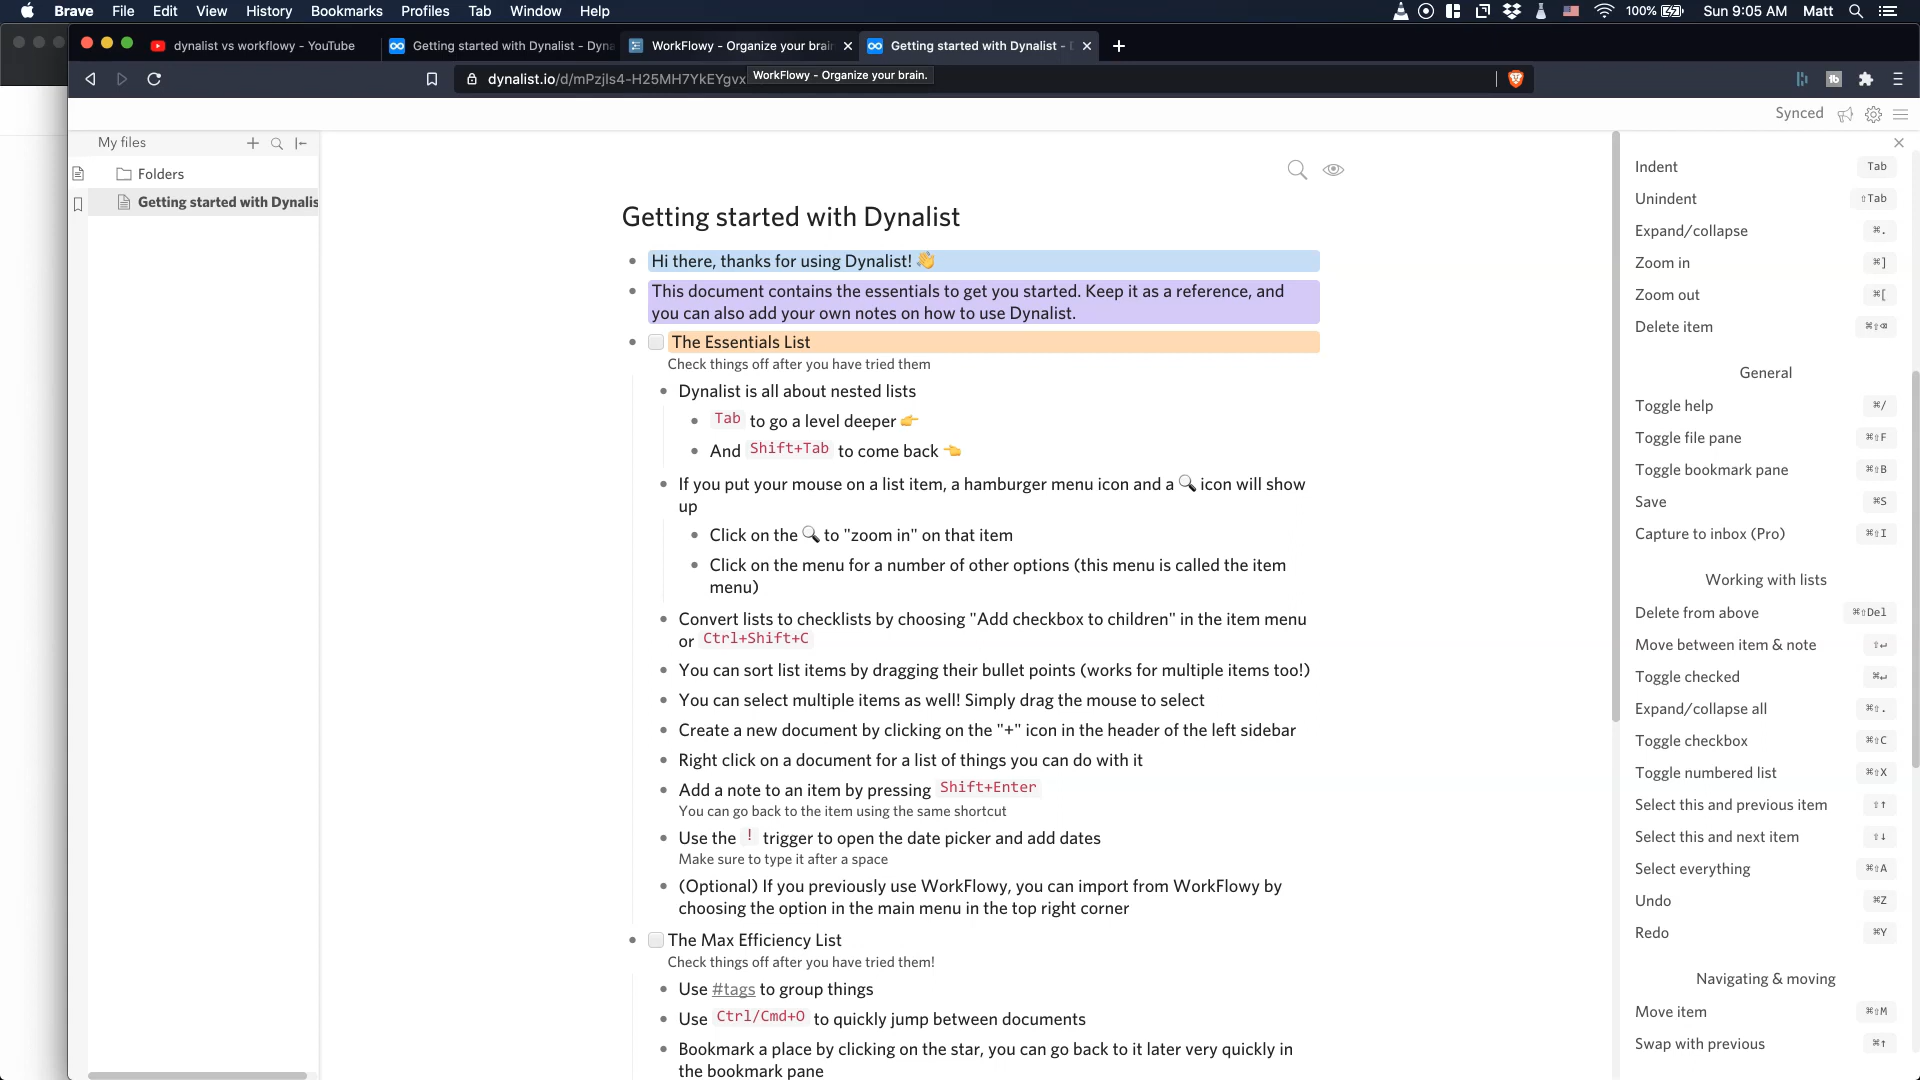 Brave File Edit View History Bookmarks Profiles Tab Window Help 100% Sun 9:05 AM Matt
dynalist vs workflowy - YouTube
Getting started with Dynalist - Dyna
WorkFlowy - Organize your brain
Getting started with Dynalist - D
dynalist.io/d/mPzjls4-H25MH7YkEYgvx
WorkFlowy - Organize your brain.
Synced
My files
Folders
Getting started with Dynalis
Getting started with Dynalist
Hi there, thanks for using Dynalist! 👋
This document contains the essentials to get you started. Keep it as a reference, and
you can also add your own notes on how to use Dynalist.
The Essentials List
Check things off after you have tried them
Dynalist is all about nested lists
Tab to go a level deeper 👉
And Shift+Tab to come back 👈
If you put your mouse on a list item, a hamburger menu icon and a 🔍 icon will show
up
Click on the 🔍 to "zoom in" on that item
Click on the menu for a number of other options (this menu is called the item
menu)
Convert lists to checklists by choosing "Add checkbox to children" in the item menu
or Ctrl+Shift+C
You can sort list items by dragging their bullet points (works for multiple items too!)
You can select multiple items as well! Simply drag the mouse to select
Create a new document by clicking on the "+" icon in the header of the left sidebar
Right click on a document for a list of things you can do with it
Add a note to an item by pressing Shift+Enter
You can go back to the item using the same shortcut
Use the ! trigger to open the date picker and add dates
Make sure to type it after a space
(Optional) If you previously use WorkFlowy, you can import from WorkFlowy by
choosing the option in the main menu in the top right corner
The Max Efficiency List
Check things off after you have tried them!
Use #tags to group things
Use Ctrl/Cmd+O to quickly jump between documents
Bookmark a place by clicking on the star, you can go back to it later very quickly in
the bookmark pane
Indent Tab
Unindent ⇧Tab
Expand/collapse ⌘.
Zoom in ⌘]
Zoom out ⌘[
Delete item ⌘⇧⌫
General
Toggle help ⌘/
Toggle file pane ⌘⇧F
Toggle bookmark pane ⌘⇧B
Save ⌘S
Capture to inbox (Pro) ⌘⇧I
Working with lists
Delete from above ⌘⇧Del
Move between item & note ⇧↵
Toggle checked ⌘↵
Expand/collapse all ⌘⇧.
Toggle checkbox ⌘⇧C
Toggle numbered list ⌘⇧X
Select this and previous item ⇧↑
Select this and next item ⇧↓
Select everything ⌘⇧A
Undo ⌘Z
Redo ⌘Y
Navigating & moving
Move item ⌘⇧M
Swap with previous ⌘↑